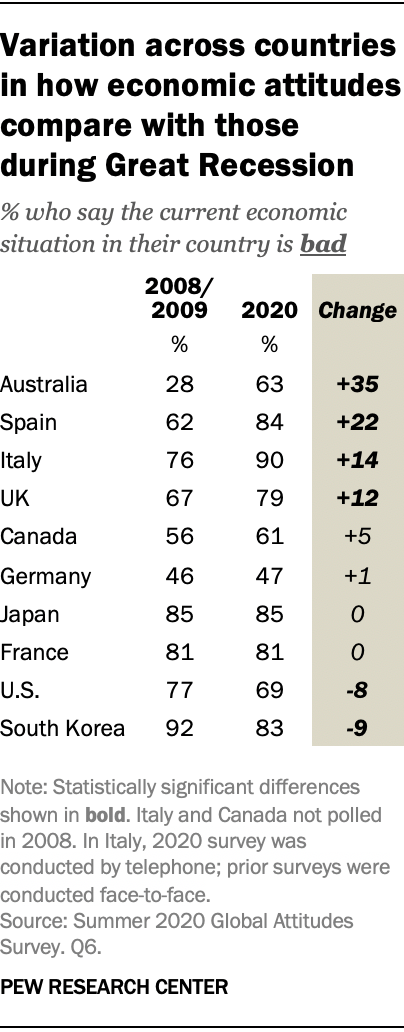 Variation across countries
in how economic attitudes
compare with those
during Great Recession
% who say the current economic
situation in their country is bad
2008/
2009 2020 Change
% %
Australia 28 63 +35
Spain 62 84 +22
Italy 76 90 +14
UK 67 79 +12
Canada 56 61 +5
Germany 46 47 +1
Japan 85 85 0
France 81 81 0
U.S. 77 69 -8
South Korea 92 83 -9
Note: Statistically significant differences
shown in bold. Italy and Canada not polled
in 2008. In Italy, 2020 survey was
conducted by telephone; prior surveys were
conducted face-to-face.
Source: Summer 2020 Global Attitudes
Survey. Q6.
PEW RESEARCH CENTER